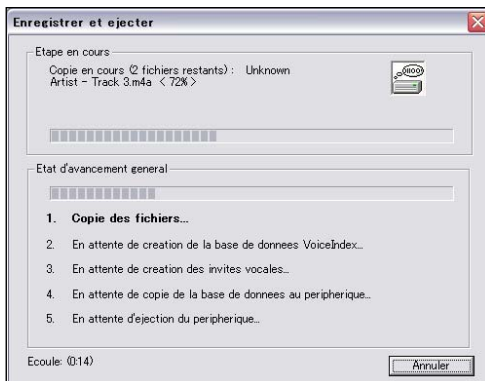 Enregistrer et ejecter
Etape en cours
Copie en cours (2 fichiers restants) : Unknown
Artist - Track 3.m4a < 72% >
Etat d'avancement general
1. Copie des fichiers...
2. En attente de creation de la base de donnees VoiceIndex...
3. En attente de creation des invites vocales...
4. En attente de copie de la base de donnees au peripherique...
5. En attente d'ejection du peripherique...
Ecoule: (0:14)
Annuler